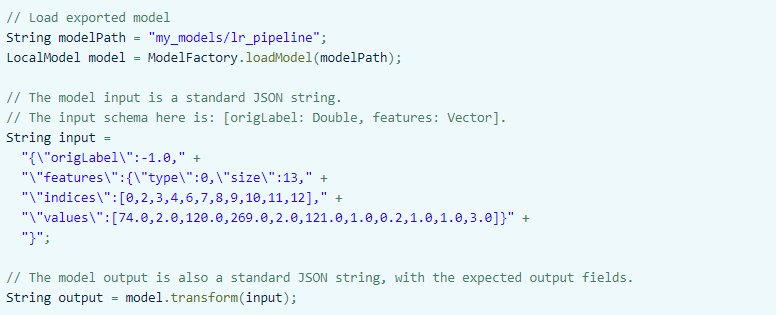 // Load exported model
String modelPath = "my_models/lr_pipeline";
LocalModel model = ModelFactory.loadModel(modelPath);
// The model input is a standard JSON string.
// The input schema here is: [origLabel: Double, features: Vector].
String input =
"{\"origLabel\":-1.0," +
"\"features\":{\"type\":0,\"size\":13," +
"\"indices\":[0,2,3,4,6,7,8,9,10,11,12]," +
"\"values\":[74.0,2.0,120.0,269.0,2.0,121.0,1.0,0.2,1.0,1.0,3.0]}" +
"}";
// The model output is also a standard JSON string, with the expected output fields.
String output = model.transform(input);